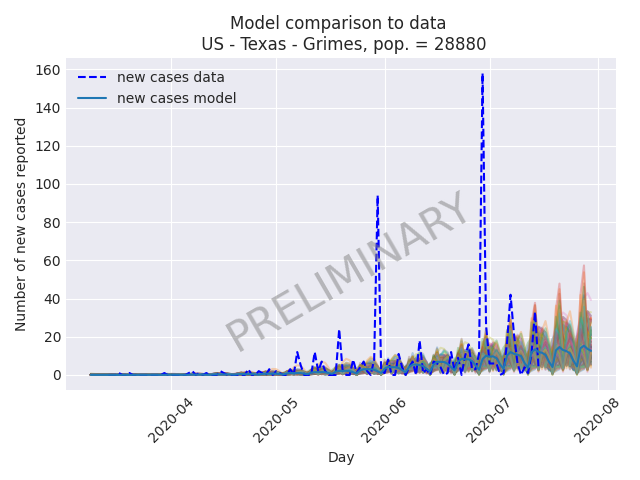 Model comparison to data
US - Texas - Grimes, pop. = 28880
new cases data
new cases model
PRELIMINARY
Number of new cases reported
160
140
120
100
80
60
40
20
0
2020-04
2020-05
2020-06
2020-07
2020-08
Day